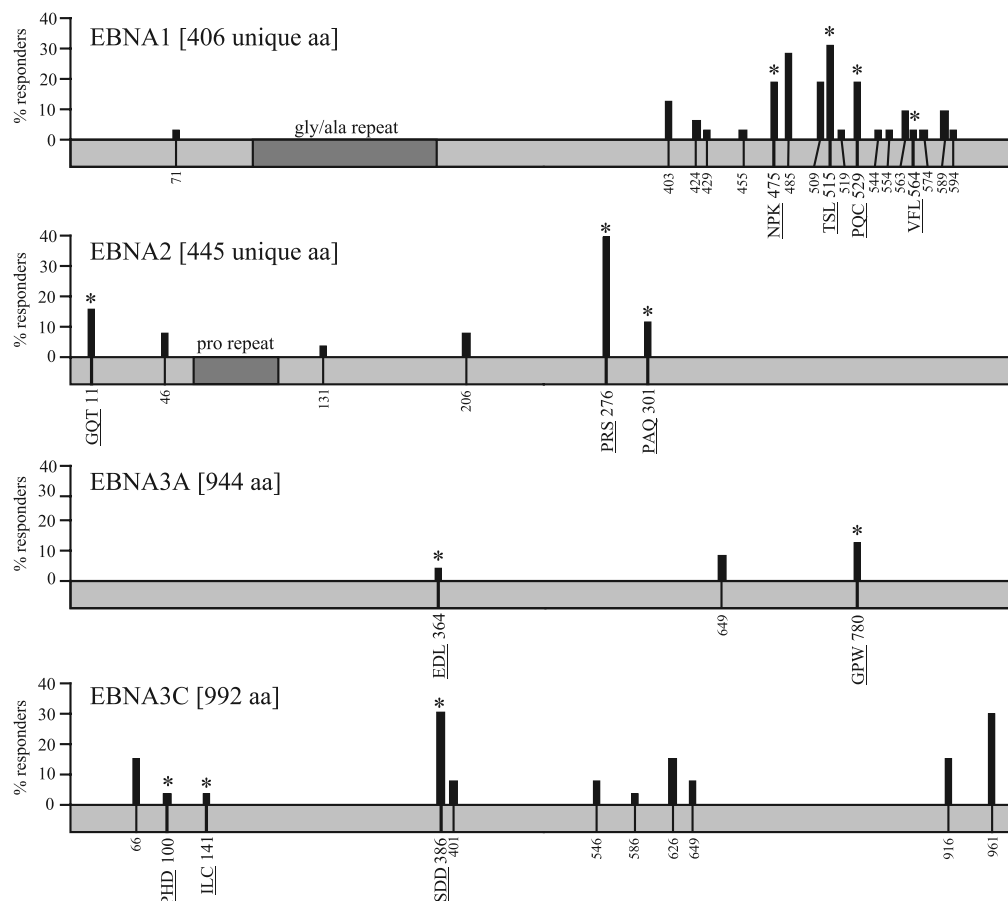 EBNA1 [406 unique aa]
% responders
40
30
20
10
0
gly/ala repeat
*
*
*
*
71
403
424
429
455
NPK 475
485
509
TSL 515
519
PQC 529
544
554
563
VFL 564
574
589
594
EBNA2 [445 unique aa]
% responders
40
30
20
10
0
pro repeat
*
*
*
GQT 11
46
131
206
PRS 276
PAQ 301
EBNA3A [944 aa]
% responders
40
30
20
10
0
*
*
EDL 364
649
GPW 780
EBNA3C [992 aa]
% responders
40
30
20
10
0
*
*
*
66
PHD 100
ILC 141
SDD 386
401
546
586
626
649
916
961